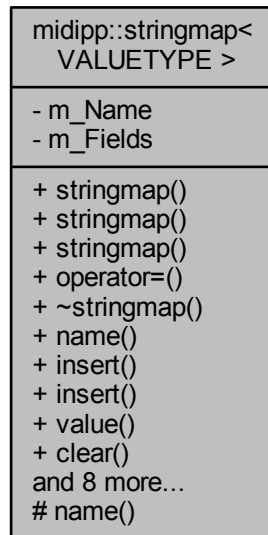 midipp::stringmap<
VALUETYPE >
- m_Name
- m_Fields
+ stringmap()
+ stringmap()
+ stringmap()
+ operator=()
+ ~stringmap()
+ name()
+ insert()
+ insert()
+ value()
+ clear()
and 8 more...
# name()